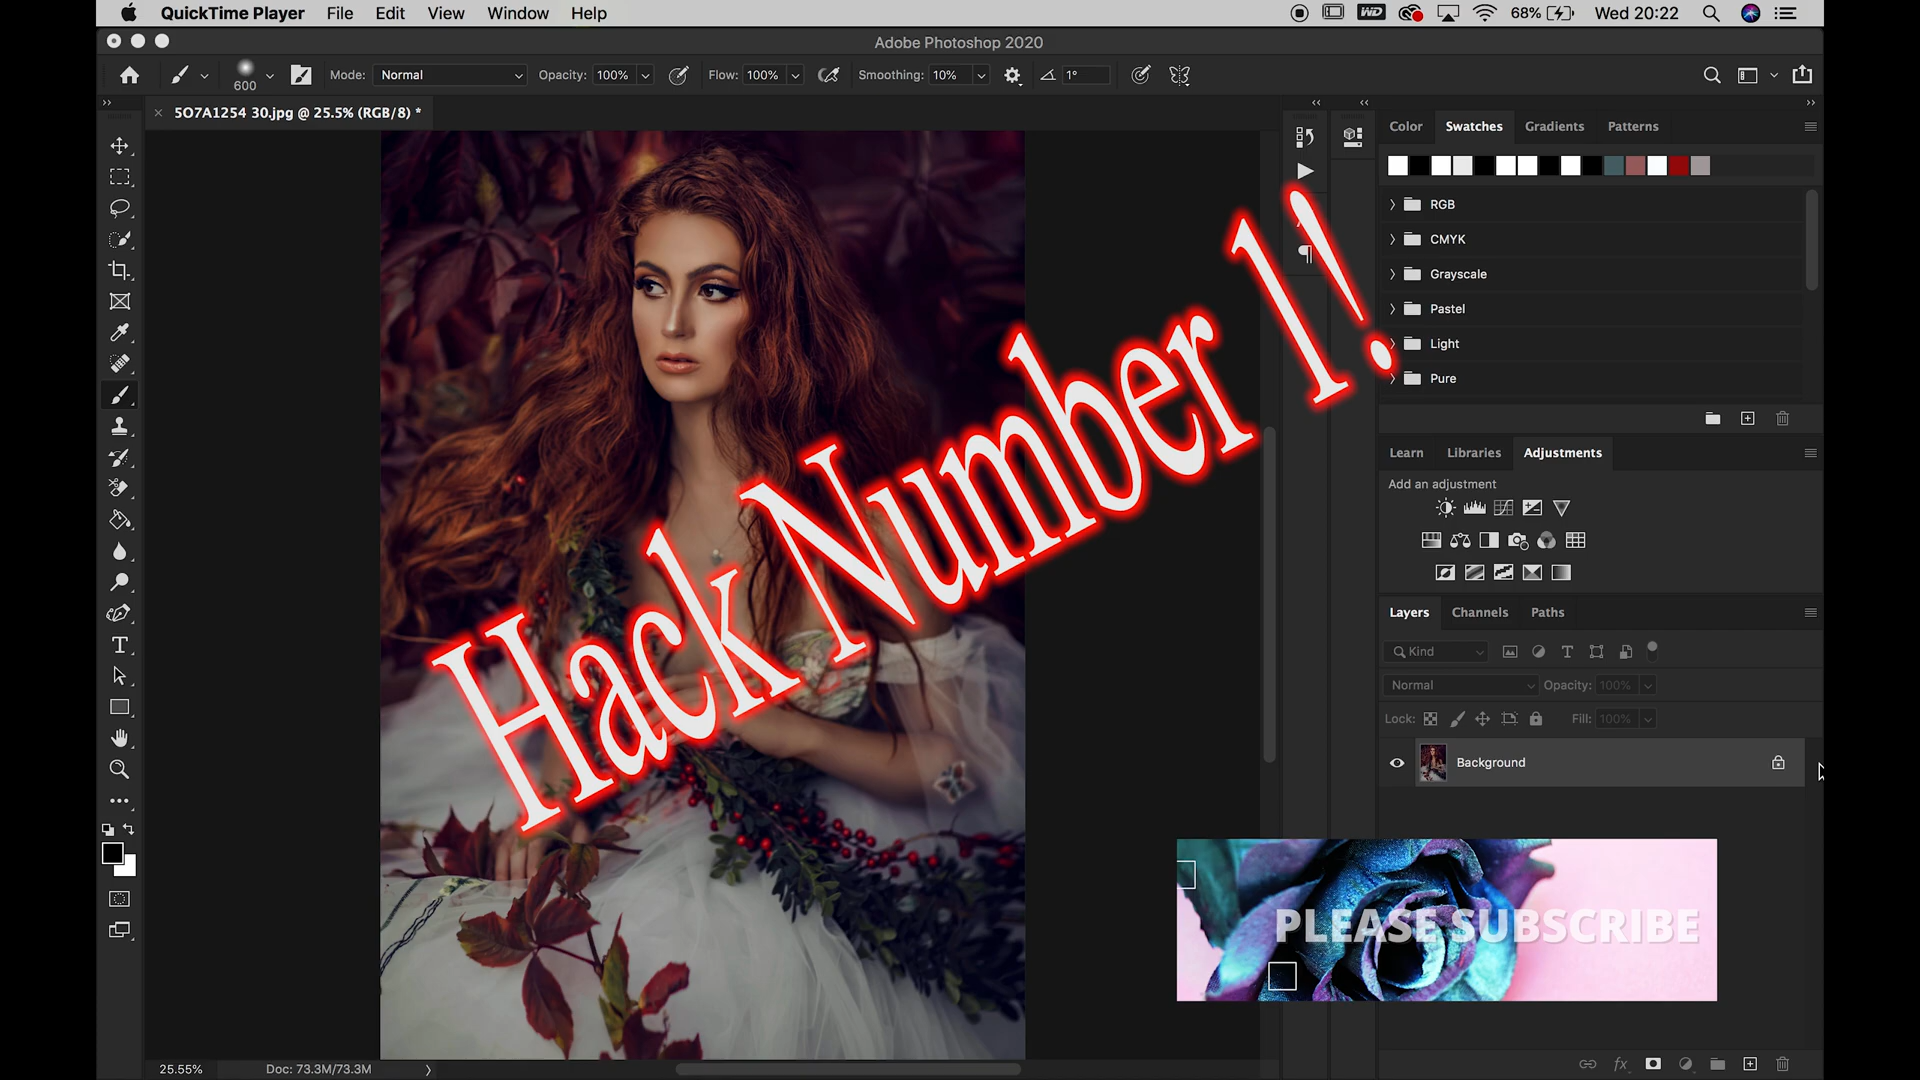 QuickTime Player File Edit View Window Help WD 68% Wed 20:22
Adobe Photoshop 2020
600 Mode: Normal Opacity: 100% Flow: 100% Smoothing: 10% 1°
5O7A1254 30.jpg @ 25.5% (RGB/8) *
Color Swatches Gradients Patterns
RGB
CMYK
Grayscale
Pastel
Light
Pure
Hack Number 1!
Learn Libraries Adjustments
Add an adjustment
Layers Channels Paths
Kind
Normal Opacity: 100%
Lock: Fill: 100%
Background
PLEASE SUBSCRIBE
25.55% Doc: 73.3M/73.3M